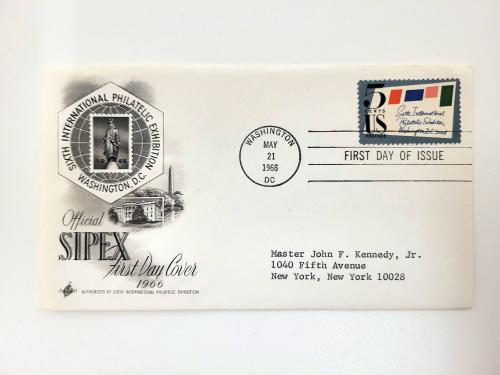 SIXTH INTERNATIONAL PHILATELIC EXHIBITION
WASHINGTON, D.C.
Official
SIPEX
First Day Cover
1966
AUTHORIZED BY SIXTH INTERNATIONAL PHILATELIC EXHIBITION
WASHINGTON
MAY
21
1966
DC
5
CENTS
US
POSTAGE
Sixth International
Philatelic Exhibition
Washington D.C. 1966
FIRST DAY OF ISSUE
Master John F. Kennedy, Jr.
1040 Fifth Avenue
New York, New York 10028